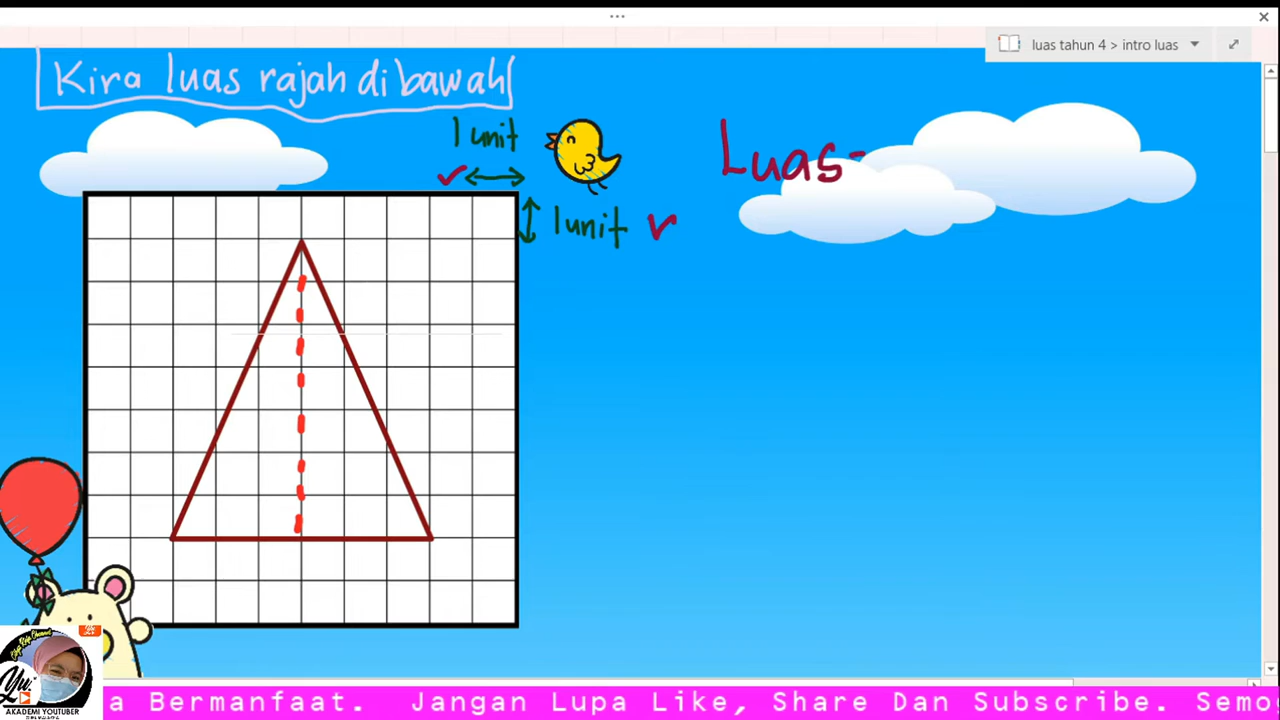 luas tahun 4 > intro luas
Kira luas rajah di bawah
1 unit
Luas =
1 unit
Yu.
AKADEMI YOUTUBER
a Bermanfaat. Jangan Lupa Like, Share Dan Subscribe. Semo